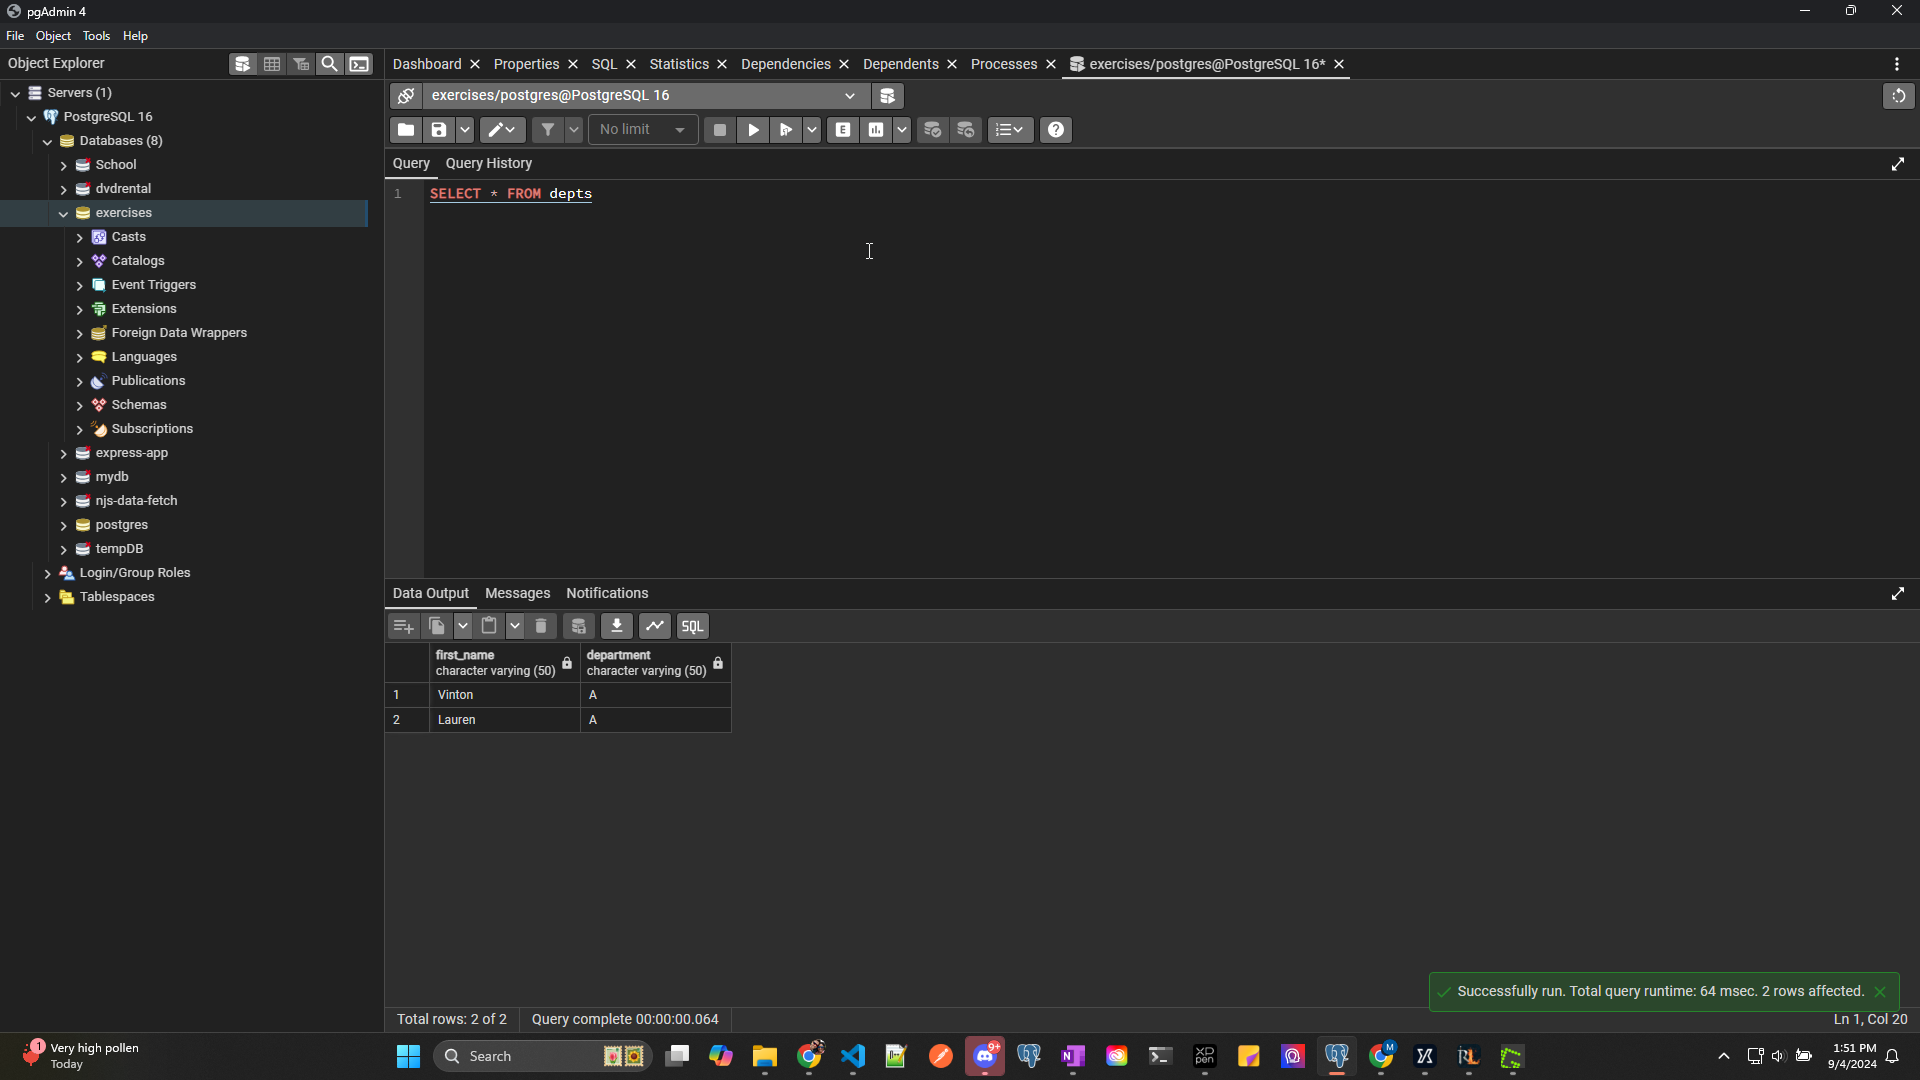 pgAdmin 4
File Object Tools Help
Object Explorer
Dashboard Properties SQL Statistics Dependencies Dependents Processes exercises/postgres@PostgreSQL 16*
Servers (1)
PostgreSQL 16
Databases (8)
School
dvdrental
exercises
Casts
Catalogs
Event Triggers
Extensions
Foreign Data Wrappers
Languages
Publications
Schemas
Subscriptions
express-app
mydb
njs-data-fetch
postgres
tempDB
Login/Group Roles
Tablespaces
exercises/postgres@PostgreSQL 16
No limit
E
Query Query History
1 SELECT * FROM depts
Data Output Messages Notifications
SQL
first_name department
character varying (50) character varying (50)
1 Vinton A
2 Lauren A
Successfully run. Total query runtime: 64 msec. 2 rows affected.
Total rows: 2 of 2 Query complete 00:00:00.064 Ln 1, Col 20
1
Very high pollen
Today
Search
9+
M
XP
PEN
1:51 PM
9/4/2024